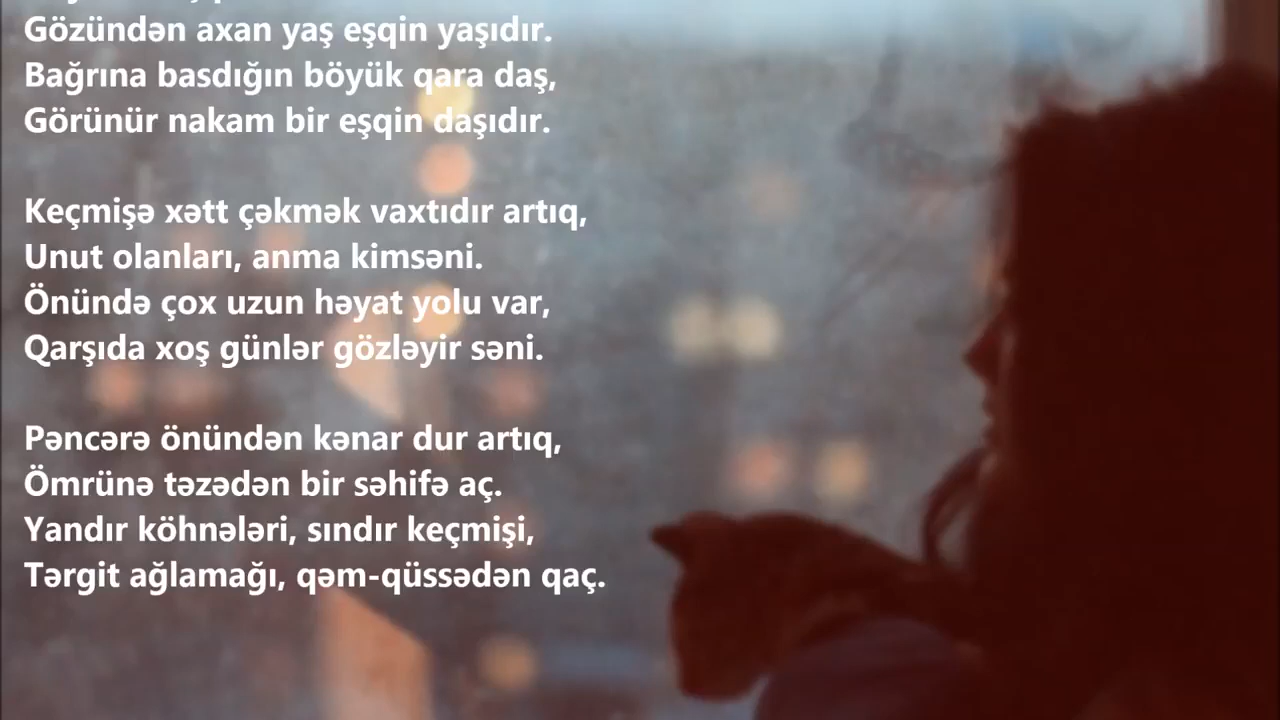 Gözündən axan yaş eşqin yaşıdır.
Bağrına basdığın böyük qara daş,
Görünür nakam bir eşqin daşıdır.
Keçmişə xətt çəkmək vaxtıdır artıq,
Unut olanları, anma kimsəni.
Önündə çox uzun həyat yolu var,
Qarşıda xoş günlər gözləyir səni.
Pəncərə önündən kənar dur artıq,
Ömrünə təzədən bir səhifə aç.
Yandır köhnələri, sındır keçmişi,
Tərgit ağlamağı, qəm-qüssədən qaç.